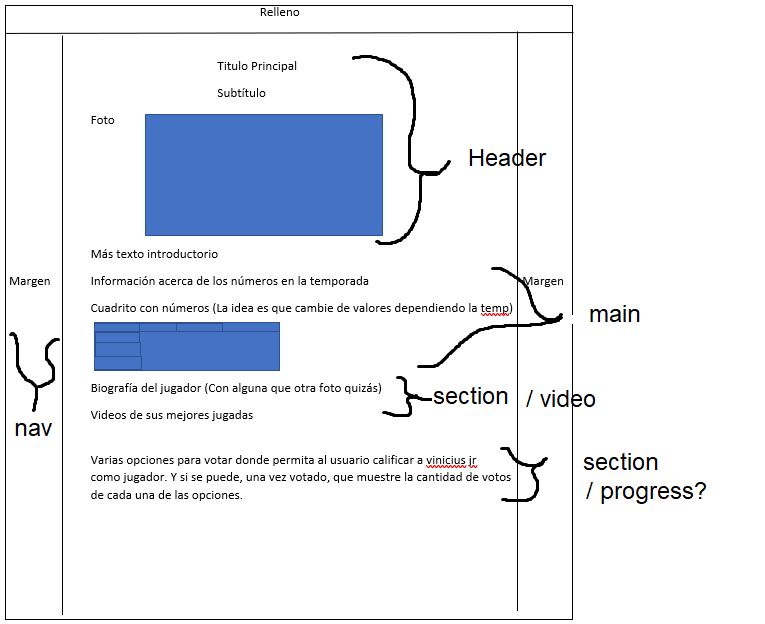 Relleno
Titulo Principal
Subtítulo
Foto
Header
Más texto introductorio
Margen
Información acerca de los números en la temporada
Margen
Cuadrito con números (La idea es que cambie de valores dependiendo la temp)
main
Biografía del jugador (Con alguna que otra foto quizás)
section / video
Videos de sus mejores jugadas
nav
Varias opciones para votar donde permita al usuario calificar a vinicius jr
como jugador. Y si se puede, una vez votado, que muestre la cantidad de votos
de cada una de las opciones.
section
/ progress?